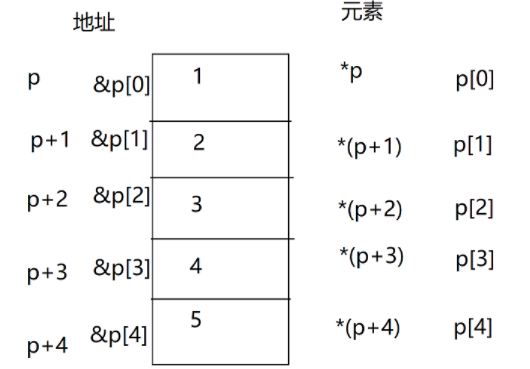 地址 元素
p &p[0] 1 *p p[0]
p+1 &p[1] 2 *(p+1) p[1]
p+2 &p[2] 3 *(p+2) p[2]
p+3 &p[3] 4 *(p+3) p[3]
p+4 &p[4] 5 *(p+4) p[4]